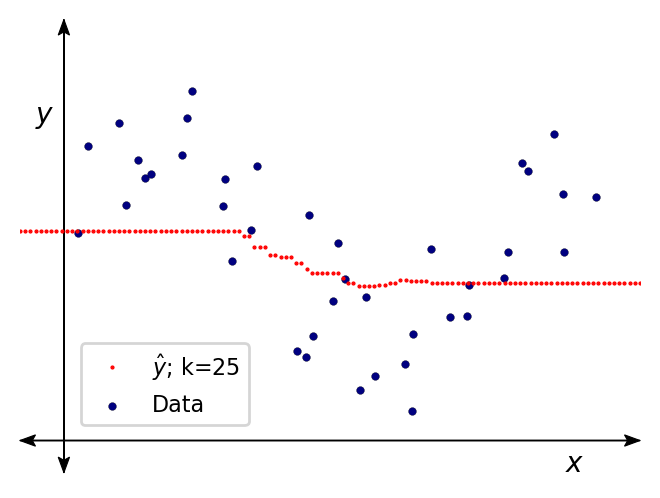 y
ŷ; k=25
Data
x